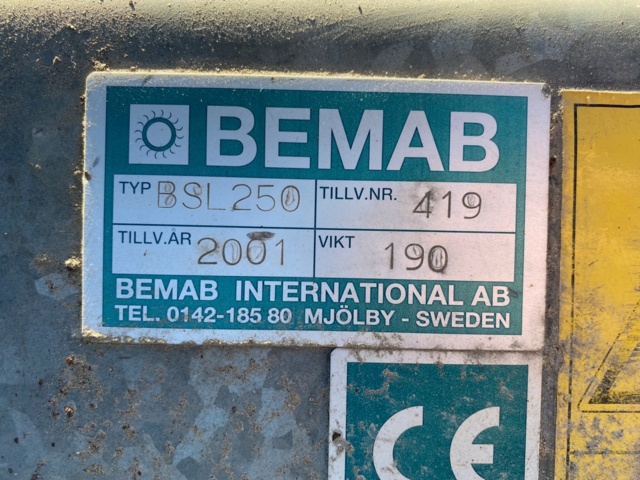 BEMAB
TYP BSL250 TILLV.NR. 419
TILLV.ÅR 2001 VIKT 190
BEMAB INTERNATIONAL AB
TEL. 0142-185 80 MJÖLBY - SWEDEN
CE